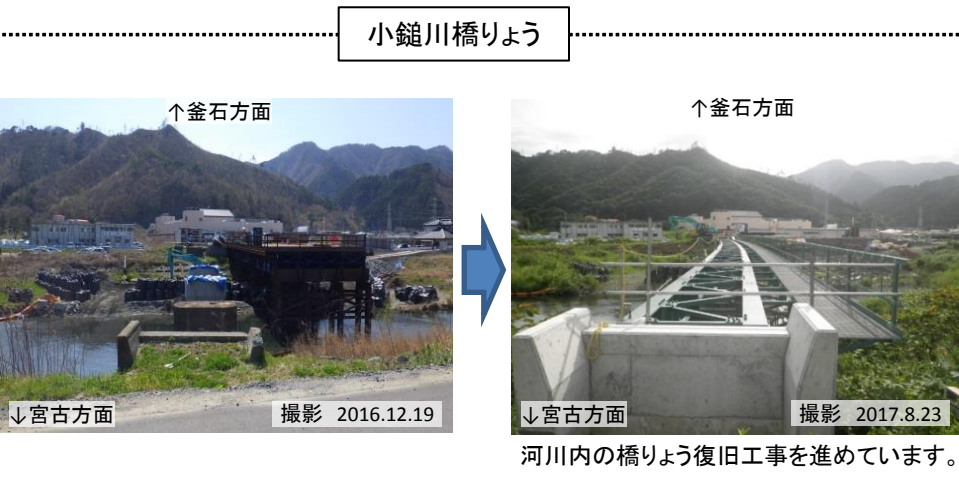 小鎚川橋りょう
↑釜石方面
↓宮古方面
撮影 2016.12.19
↑釜石方面
↓宮古方面
撮影 2017.8.23
河川内の橋りょう復旧工事を進めています。